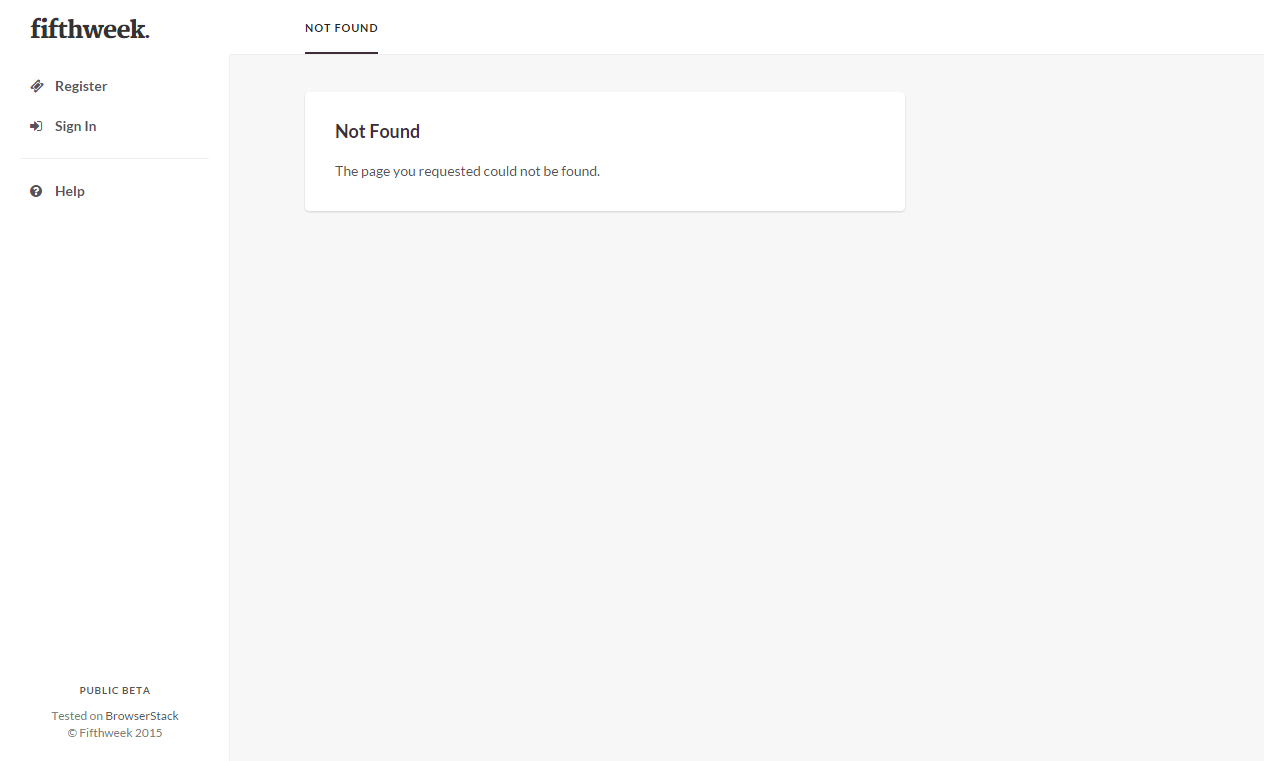 fifthweek.
Register
Sign In
Help
NOT FOUND
Not Found
The page you requested could not be found.
PUBLIC BETA
Tested on BrowserStack
© Fifthweek 2015